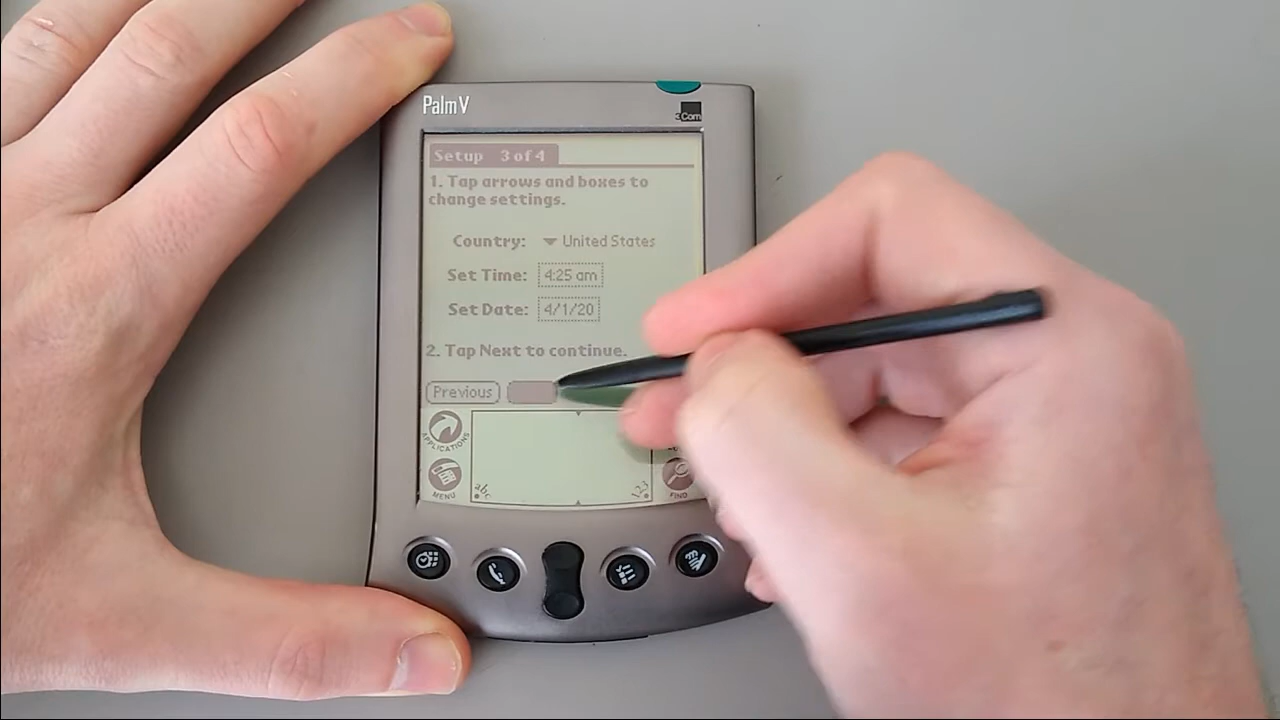 Palm V
3Com
Setup 3 of 4
1. Tap arrows and boxes to
change settings.
Country: United States
Set Time: 4:25 am
Set Date: 4/1/20
2. Tap Next to continue.
Previous
APPLICATIONS
MENU
abc
123
FIND